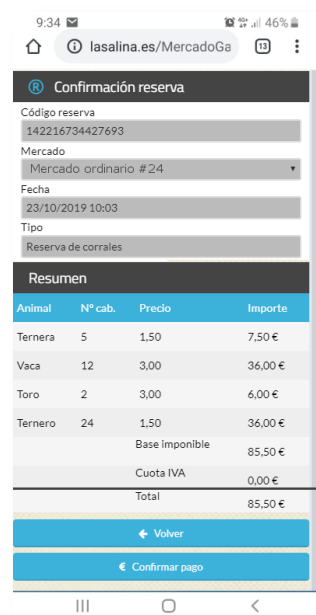 9:34 46%
lasalina.es/MercadoGa 13
® Confirmación reserva
Código reserva
142216734427693
Mercado
Mercado ordinario #24
Fecha
23/10/2019 10:03
Tipo
Reserva de corrales
Resumen
Animal Nº cab. Precio Importe
Ternera 5 1,50 7,50 €
Vaca 12 3,00 36,00 €
Toro 2 3,00 6,00 €
Ternero 24 1,50 36,00 €
Base imponible 85,50 €
Cuota IVA 0,00 €
Total 85,50 €
Volver
€ Confirmar pago